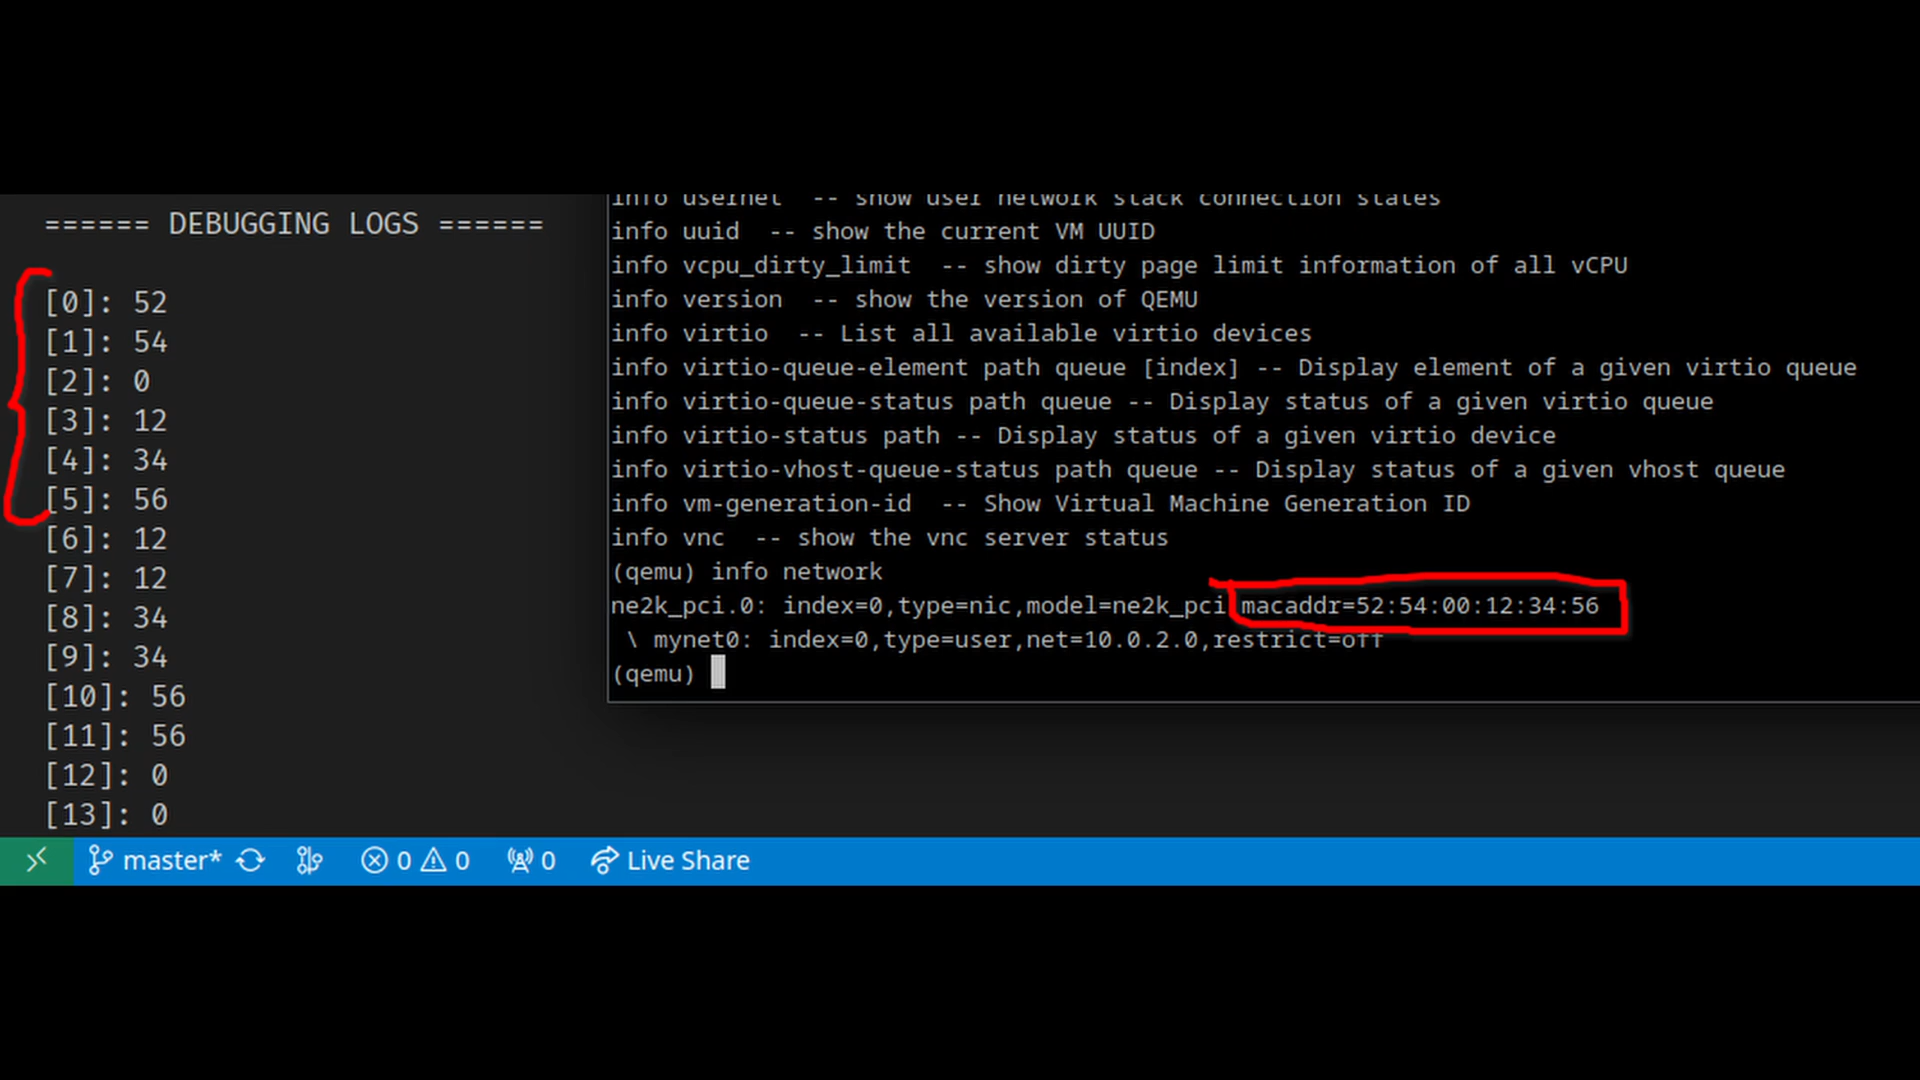 ====== DEBUGGING LOGS ======
[0]: 52
[1]: 54
[2]: 0
[3]: 12
[4]: 34
[5]: 56
[6]: 12
[7]: 12
[8]: 34
[9]: 34
[10]: 56
[11]: 56
[12]: 0
[13]: 0
info usernet  -- show user network stack connection states
info uuid  -- show the current VM UUID
info vcpu_dirty_limit  -- show dirty page limit information of all vCPU
info version  -- show the version of QEMU
info virtio  -- List all available virtio devices
info virtio-queue-element path queue [index] -- Display element of a given virtio queue
info virtio-queue-status path queue -- Display status of a given virtio queue
info virtio-status path -- Display status of a given virtio device
info virtio-vhost-queue-status path queue -- Display status of a given vhost queue
info vm-generation-id  -- Show Virtual Machine Generation ID
info vnc  -- show the vnc server status
(qemu) info network
ne2k_pci.0: index=0,type=nic,model=ne2k_pci macaddr=52:54:00:12:34:56
 \ mynet0: index=0,type=user,net=10.0.2.0,restrict=off
(qemu)
master* 0 0 0 Live Share